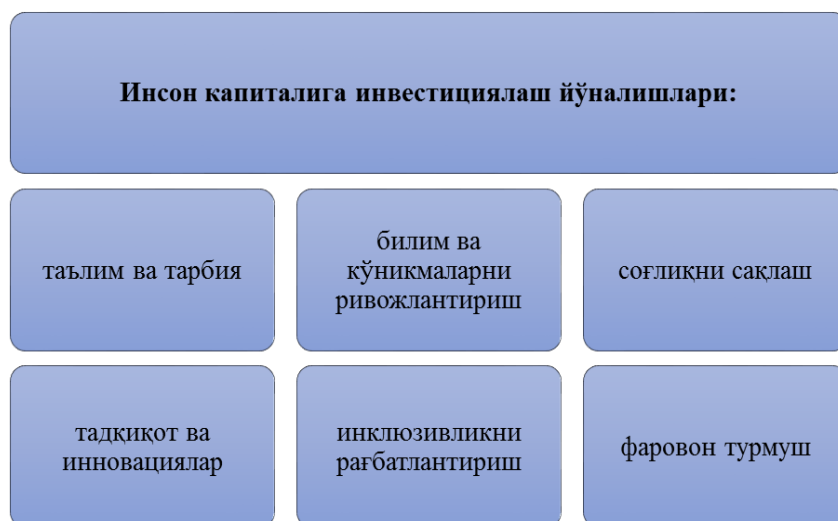 Инсон капиталига инвестициялаш йўналишлари:
таълим ва тарбия
билим ва
кўникмаларни
ривожлантириш
соғлиқни сақлаш
тадқиқот ва
инновациялар
инклюзивликни
рағбатлантириш
фаровон турмуш